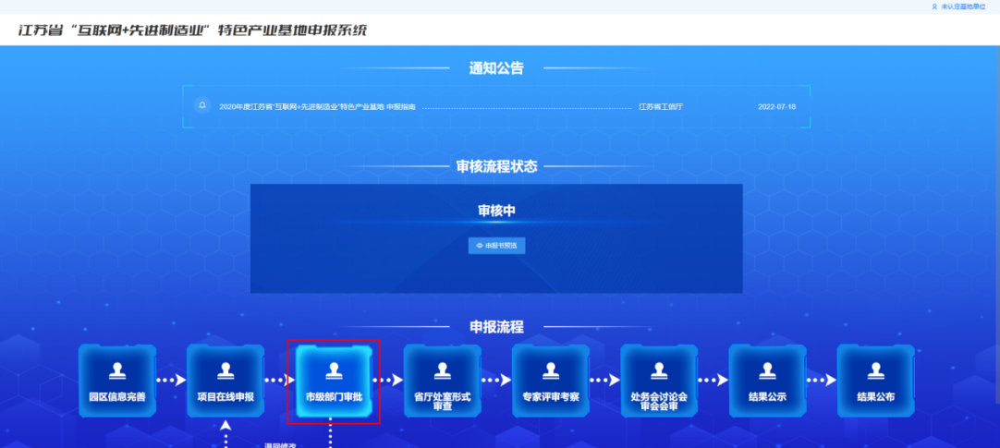 未认定基地单位
江苏省“互联网+先进制造业”特色产业基地申报系统
通知公告
2020年度江苏省"互联网+先进制造业"特色产业基地 申报指南
江苏省工信厅
2022-07-18
审核流程状态
审核中
申报书预览
申报流程
园区信息完善
项目在线申报
市级部门审批
省厅处室形式
审查
专家评审考察
处务会讨论会
审会会审
结果公示
结果公布
退回修改